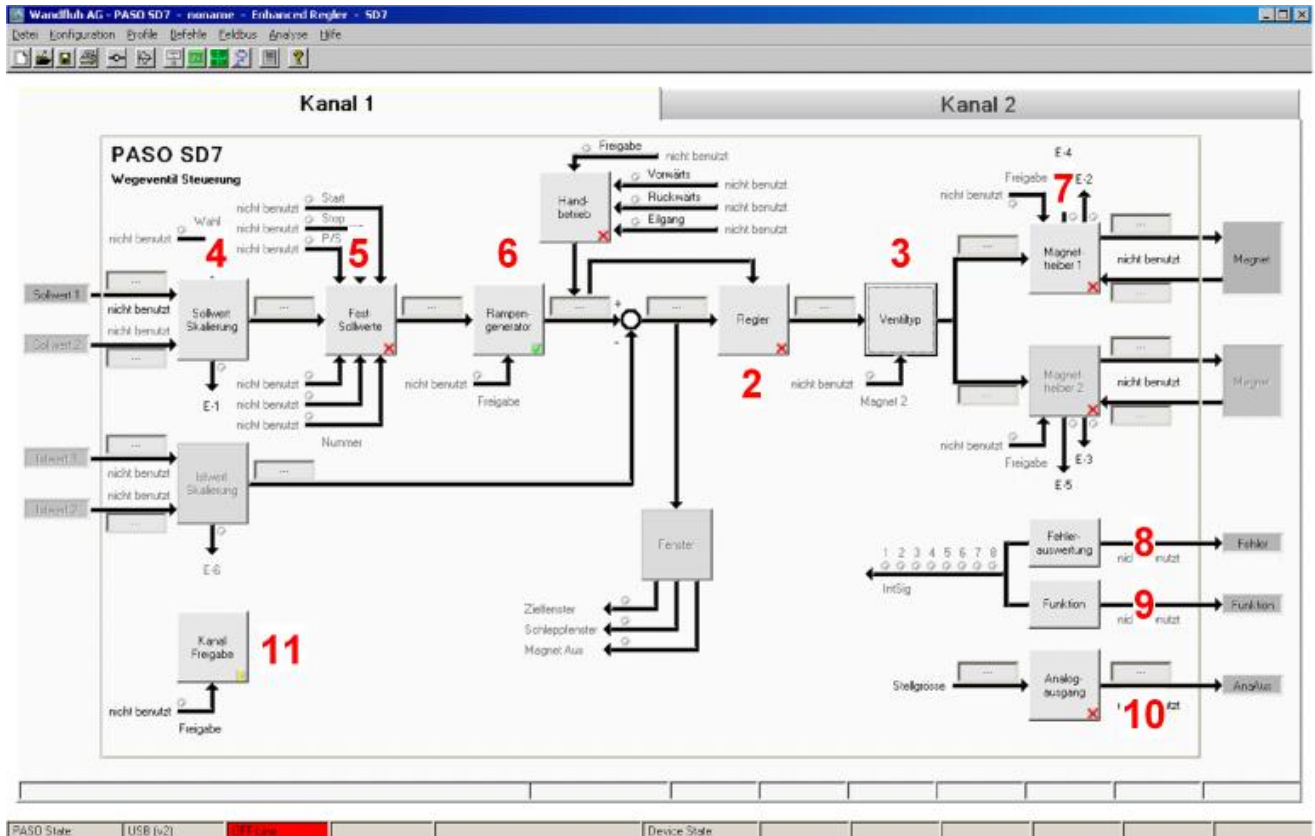 Wandfluh AG - PASO SD7 - noname - Enhanced Regler - SD7
Datei Konfiguration Profile Befehle Feldbus Analyse Hilfe
Kanal 1
Kanal 2
PASO SD7
Wegeventil Steuerung
Wahl
nicht benutzt
4
Start
nicht benutzt
Stop
nicht benutzt
P/S
nicht benutzt
5
6
Freigabe
nicht benutzt
Vorwärts
nicht benutzt
Rückwärts
nicht benutzt
Eilgang
nicht benutzt
Hand-
betrieb
3
E-4
Freigabe
nicht benutzt
7
E-2
Sollwert 1
...
nicht benutzt
Sollwert 2
nicht benutzt
...
Sollwert
Skalierung
E-1
...
Fest-
Sollwerte
nicht benutzt
nicht benutzt
nicht benutzt
Nummer
...
Rampen-
generator
nicht benutzt
Freigabe
...
+
-
...
Regler
2
...
Ventiltyp
nicht benutzt
Magnet 2
...
Magnet-
treiber 1
...
nicht benutzt
...
Magnet
...
Magnet-
treiber 2
...
nicht benutzt
...
Magnet
nicht benutzt
Freigabe
E-3
E-5
Istwert 1
...
nicht benutzt
Istwert 2
nicht benutzt
...
Istwert
Skalierung
...
E-6
Fenster
Zielfenster
Schleppfenster
Magnet Aus
1 2 3 4 5 6 7 8
IntSig
Fehler-
auswertung
8
Fehler
Funktion
9
Funktion
Kanal
Freigabe
11
nicht benutzt
Freigabe
Stellgrösse
...
Analog-
ausgang
...
10
AnaAus
PASO State:
USB (v2)
OFF-Line
Device State